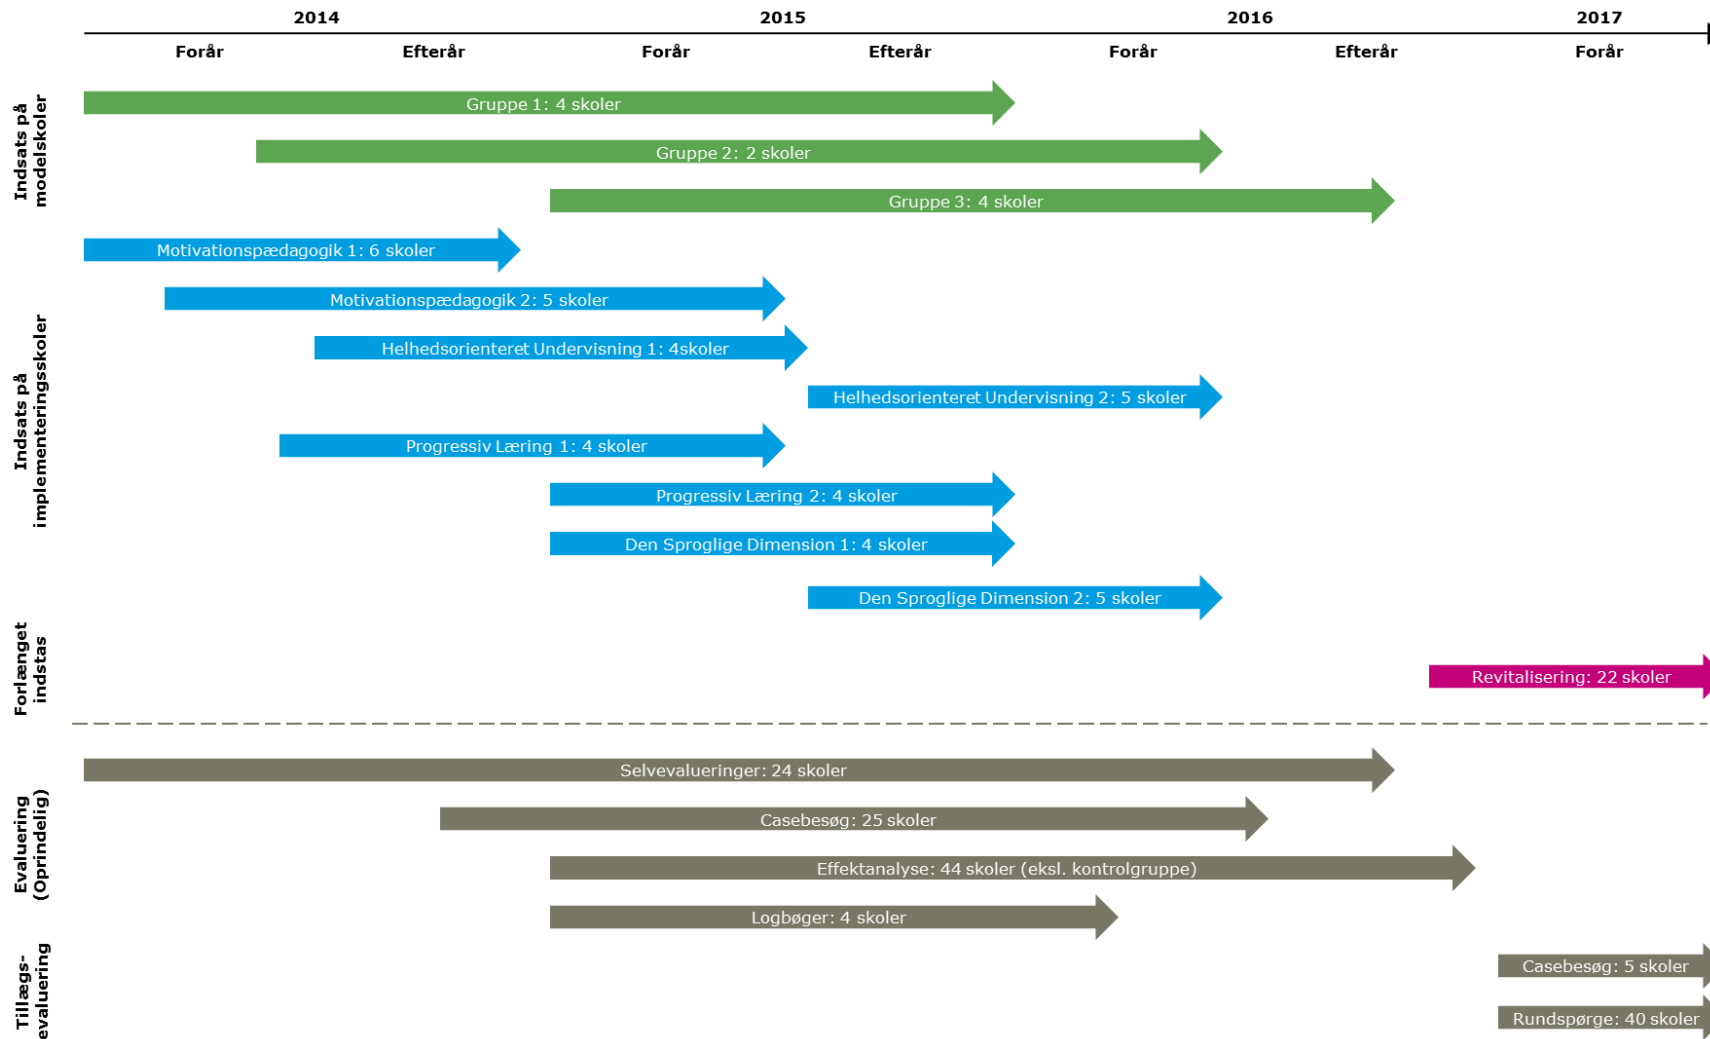 2014
2015
2016
2017
Forår
Efterår
Forår
Efterår
Forår
Efterår
Forår
Indsats på
modelskoler
Gruppe 1: 4 skoler
Gruppe 2: 2 skoler
Gruppe 3: 4 skoler
Indsats på
implementeringsskoler
Motivationspædagogik 1: 6 skoler
Motivationspædagogik 2: 5 skoler
Helhedsorienteret Undervisning 1: 4skoler
Helhedsorienteret Undervisning 2: 5 skoler
Progressiv Læring 1: 4 skoler
Progressiv Læring 2: 4 skoler
Den Sproglige Dimension 1: 4 skoler
Den Sproglige Dimension 2: 5 skoler
Forlænget
indstas
Revitalisering: 22 skoler
Evaluering
(Oprindelig)
Selvevalueringer: 24 skoler
Casebesøg: 25 skoler
Effektanalyse: 44 skoler (eksl. kontrolgruppe)
Logbøger: 4 skoler
Tillægs-
evaluering
Casebesøg: 5 skoler
Rundspørge: 40 skoler